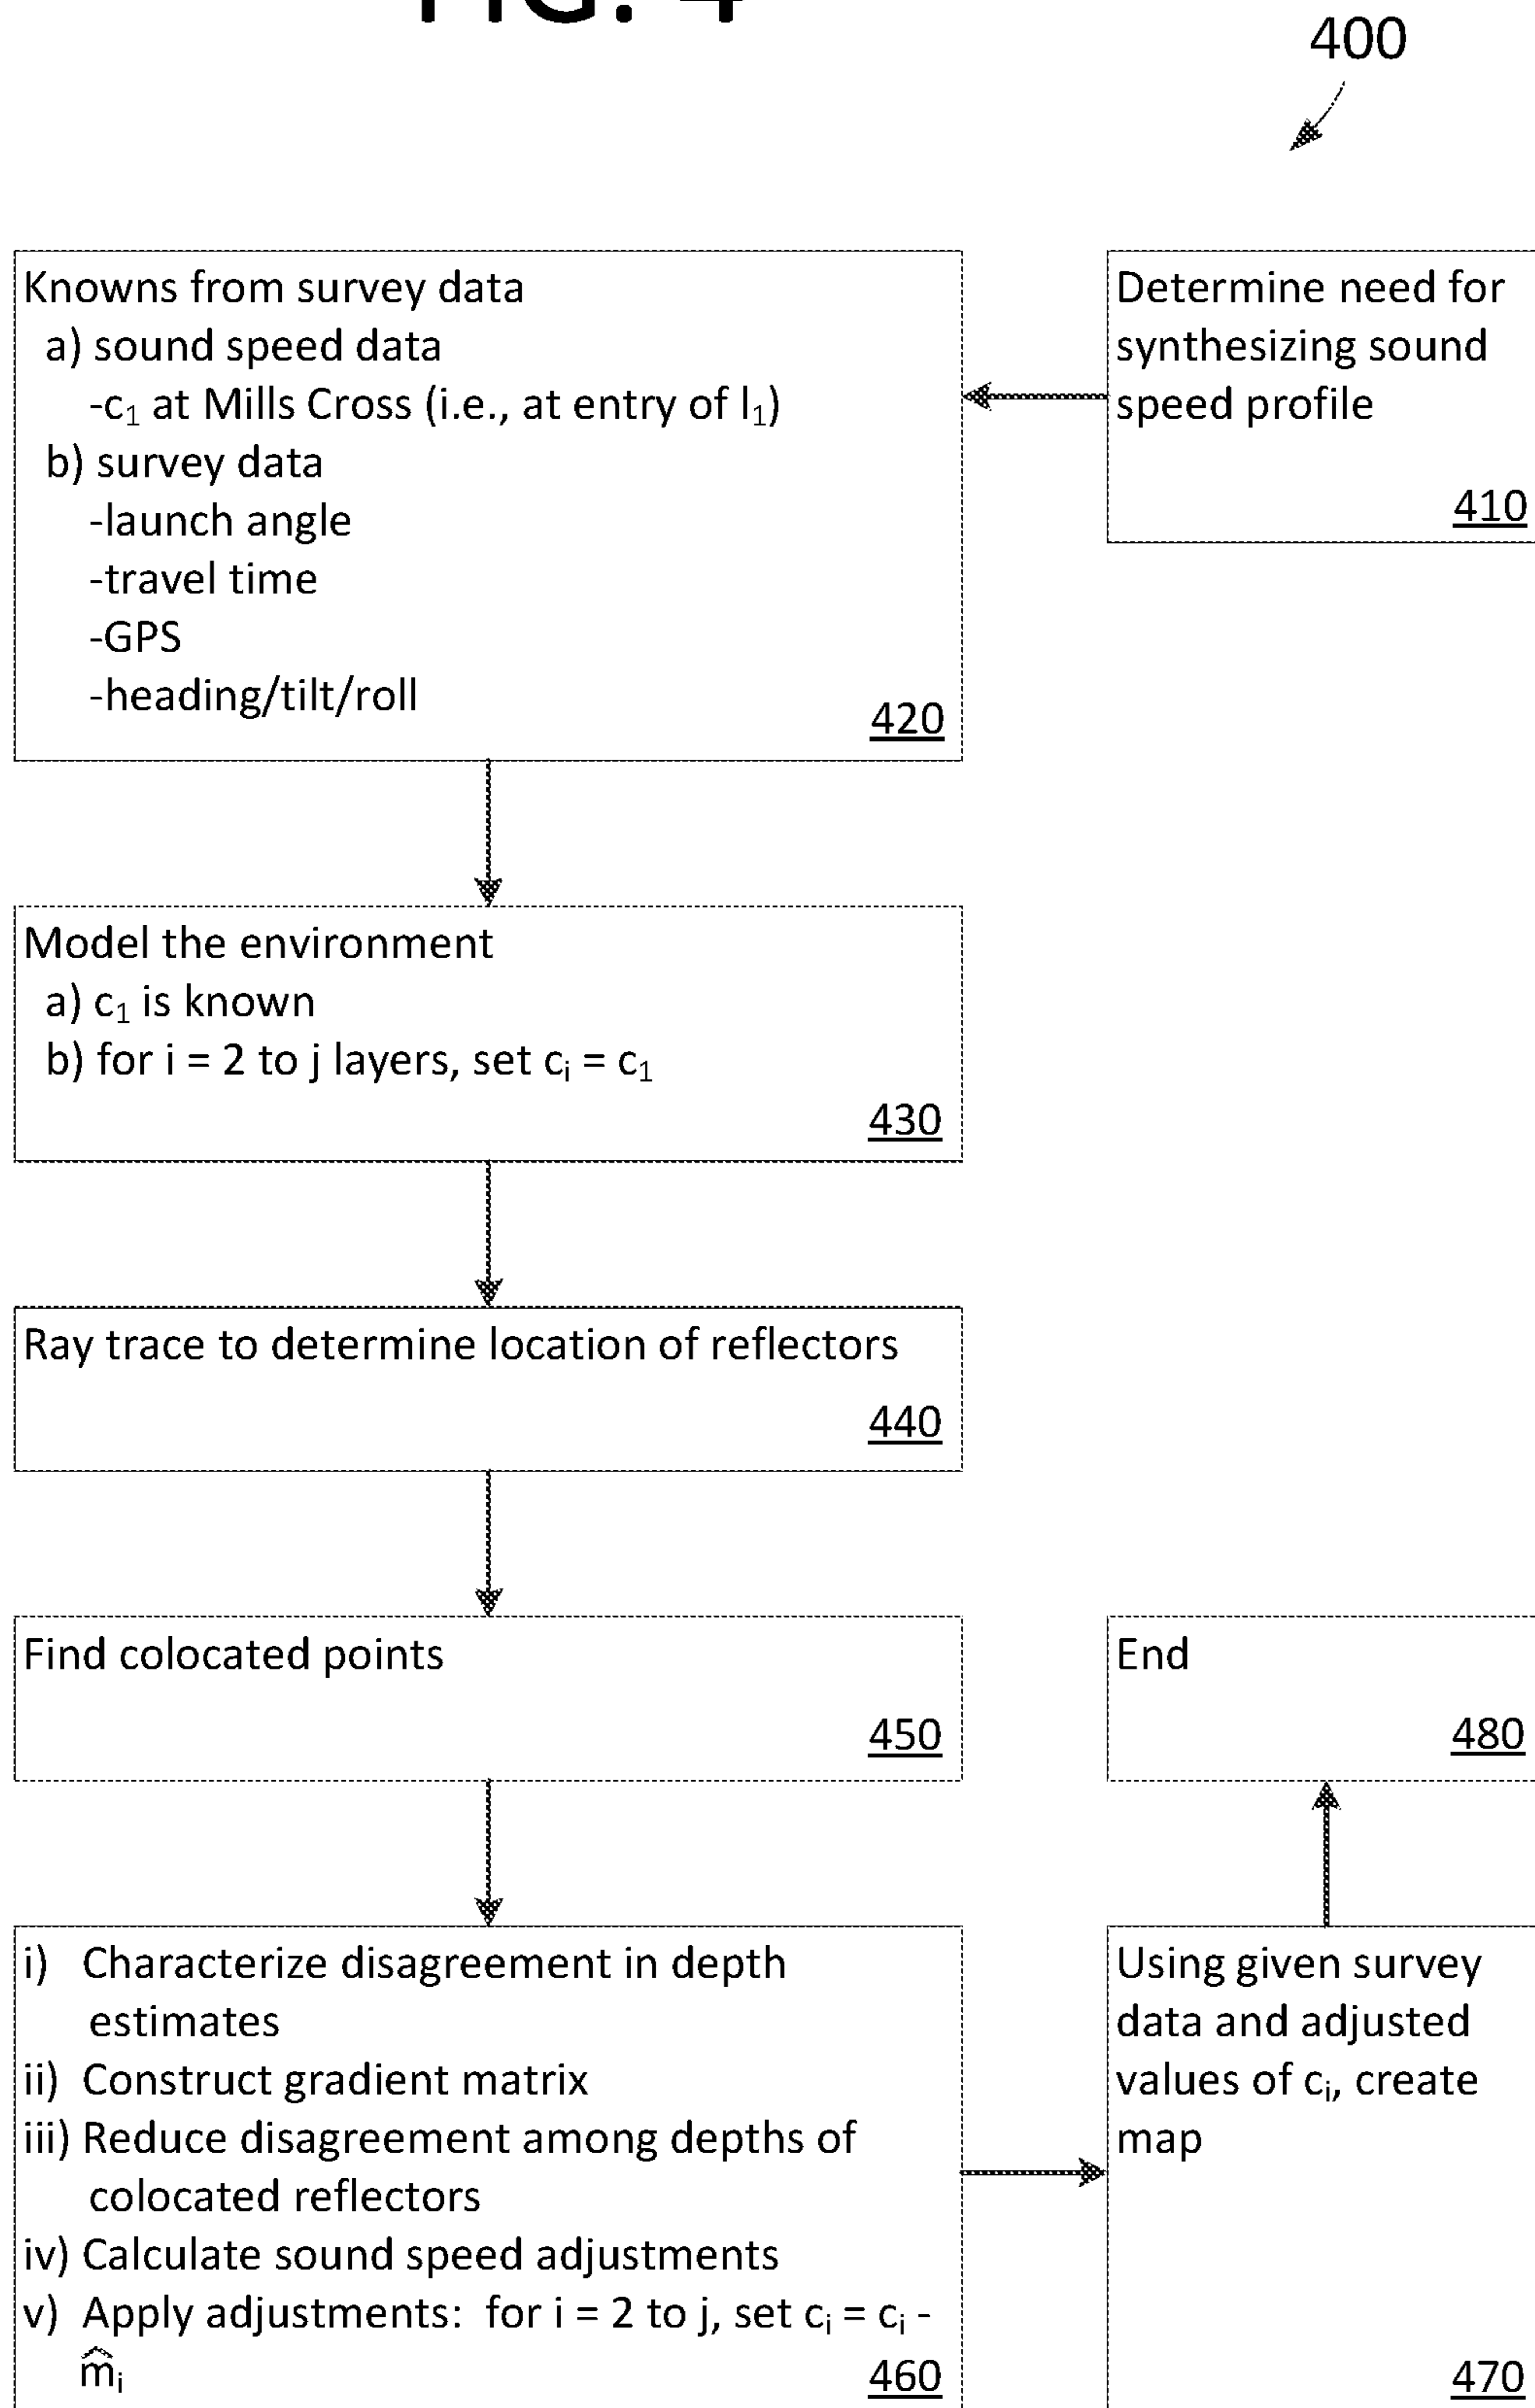 FIG. 4
400
Determine need for
synthesizing sound
speed profile
410
Knowns from survey data
a) sound speed data
-c₁ at Mills Cross (i.e., at entry of l₁)
b) survey data
-launch angle
-travel time
-GPS
-heading/tilt/roll
420
Model the environment
a) c₁ is known
b) for i = 2 to j layers, set cᵢ = c₁
430
Ray trace to determine location of reflectors
440
Find colocated points
450
i) Characterize disagreement in depth
estimates
ii) Construct gradient matrix
iii) Reduce disagreement among depths of
colocated reflectors
iv) Calculate sound speed adjustments
v) Apply adjustments: for i = 2 to j, set cᵢ = cᵢ -
m̂ᵢ
460
Using given survey
data and adjusted
values of cᵢ, create
map
470
End
480